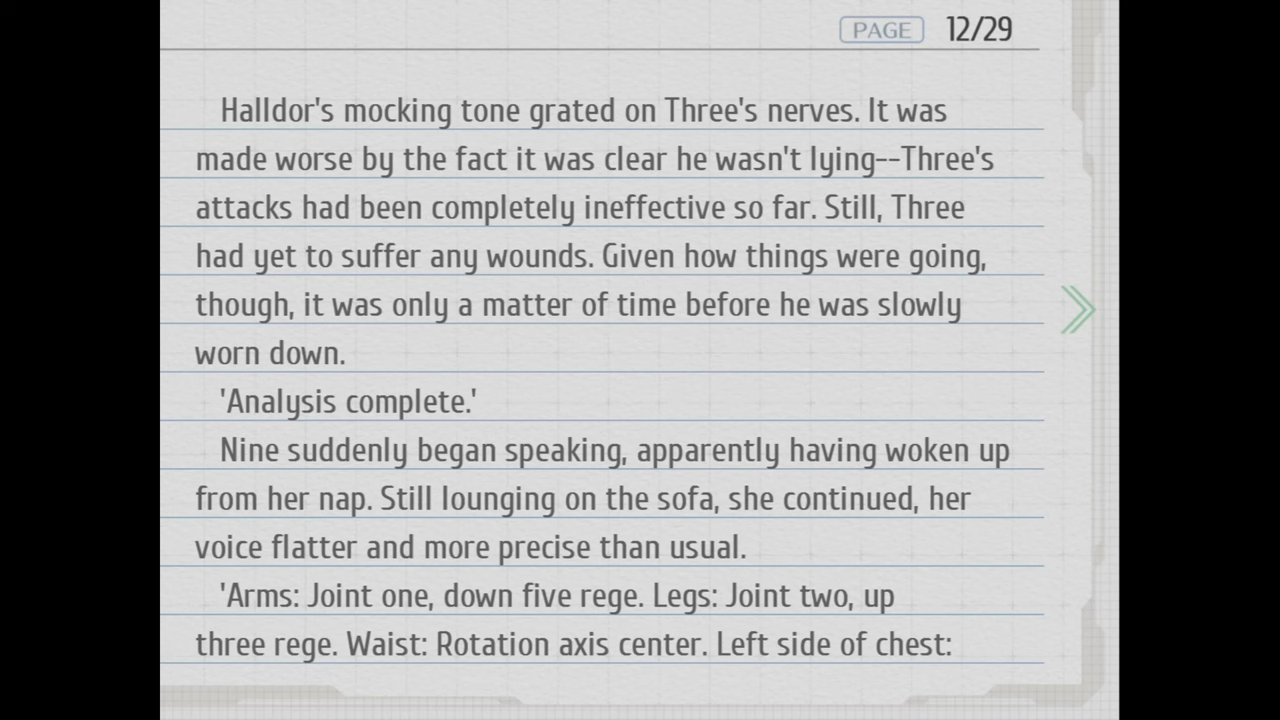 PAGE 12/29
Halldor's mocking tone grated on Three's nerves. It was
made worse by the fact it was clear he wasn't lying--Three's
attacks had been completely ineffective so far. Still, Three
had yet to suffer any wounds. Given how things were going,
though, it was only a matter of time before he was slowly
worn down.
'Analysis complete.'
Nine suddenly began speaking, apparently having woken up
from her nap. Still lounging on the sofa, she continued, her
voice flatter and more precise than usual.
'Arms: Joint one, down five rege. Legs: Joint two, up
three rege. Waist: Rotation axis center. Left side of chest: